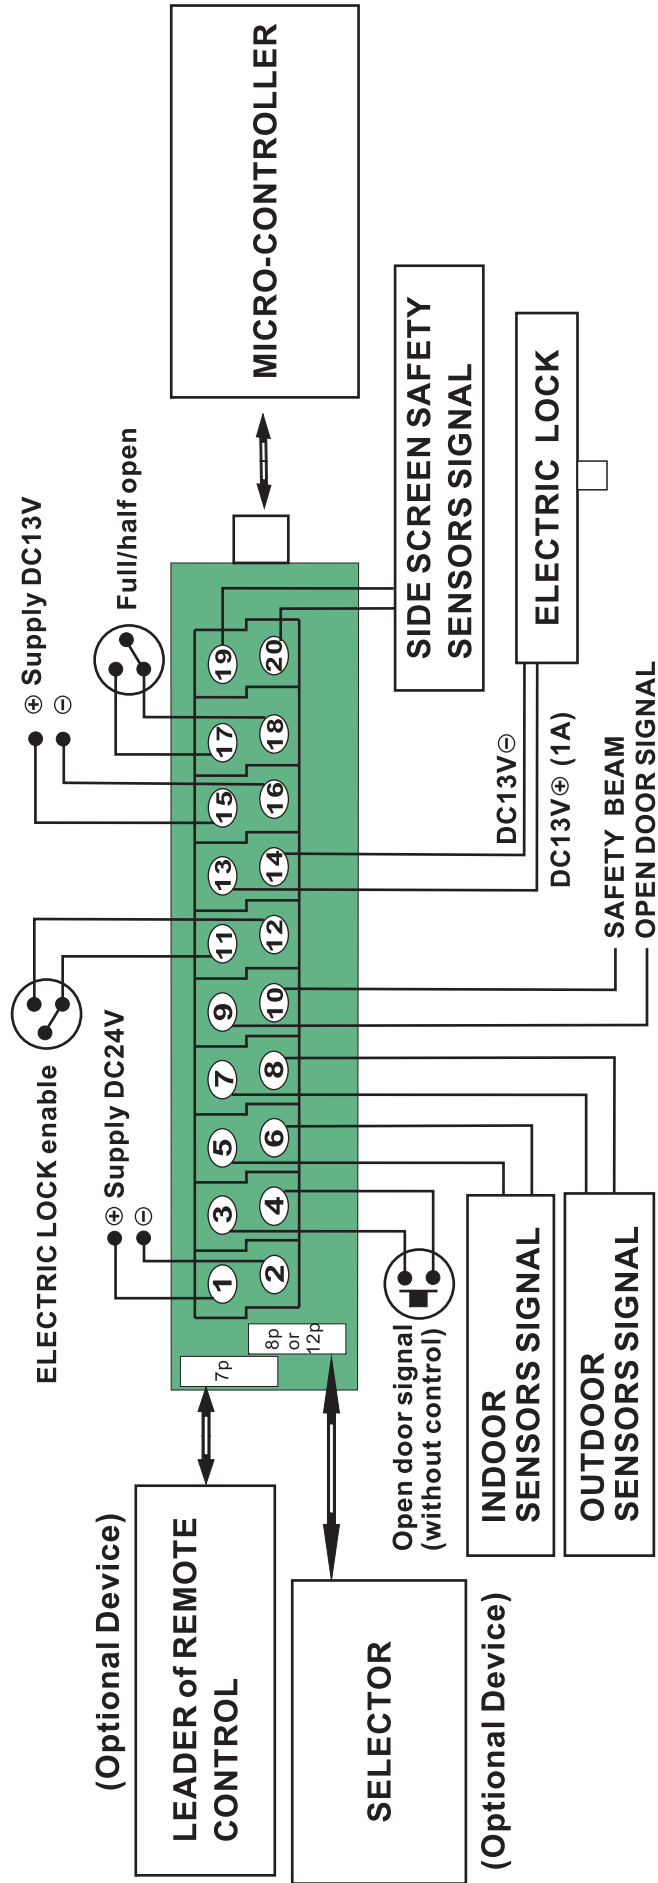 (Optional Device)
LEADER of REMOTE
CONTROL
SELECTOR
(Optional Device)
7p
8p
or
12p
ELECTRIC LOCK enable
⊕ Supply DC24V
⊖
⊕ Supply DC13V
⊖
Full/half open
MICRO-CONTROLLER
1 3 5 7 9 11 13 15 17 19
2 4 6 8 10 12 14 16 18 20
Open door signal
(without control)
INDOOR
SENSORS SIGNAL
OUTDOOR
SENSORS SIGNAL
SAFETY BEAM
OPEN DOOR SIGNAL
DC13V⊖
DC13V⊕ (1A)
SIDE SCREEN SAFETY
SENSORS SIGNAL
ELECTRIC LOCK